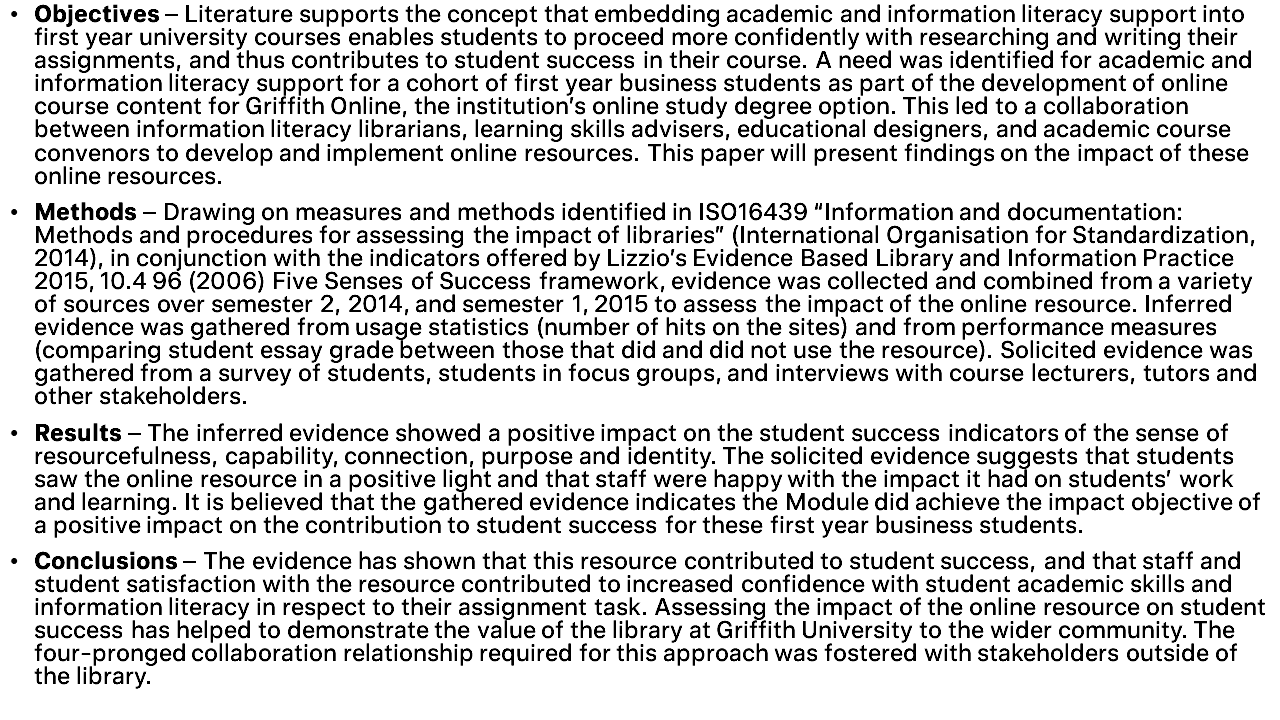 • Objectives – Literature supports the concept that embedding academic and information literacy support into
first year university courses enables students to proceed more confidently with researching and writing their
assignments, and thus contributes to student success in their course. A need was identified for academic and
information literacy support for a cohort of first year business students as part of the development of online
course content for Griffith Online, the institution’s online study degree option. This led to a collaboration
between information literacy librarians, learning skills advisers, educational designers, and academic course
convenors to develop and implement online resources. This paper will present findings on the impact of these
online resources.
• Methods – Drawing on measures and methods identified in ISO16439 “Information and documentation:
Methods and procedures for assessing the impact of libraries” (International Organisation for Standardization,
2014), in conjunction with the indicators offered by Lizzio’s Evidence Based Library and Information Practice
2015, 10.4 96 (2006) Five Senses of Success framework, evidence was collected and combined from a variety
of sources over semester 2, 2014, and semester 1, 2015 to assess the impact of the online resource. Inferred
evidence was gathered from usage statistics (number of hits on the sites) and from performance measures
(comparing student essay grade between those that did and did not use the resource). Solicited evidence was
gathered from a survey of students, students in focus groups, and interviews with course lecturers, tutors and
other stakeholders.
• Results – The inferred evidence showed a positive impact on the student success indicators of the sense of
resourcefulness, capability, connection, purpose and identity. The solicited evidence suggests that students
saw the online resource in a positive light and that staff were happy with the impact it had on students’ work
and learning. It is believed that the gathered evidence indicates the Module did achieve the impact objective of
a positive impact on the contribution to student success for these first year business students.
• Conclusions – The evidence has shown that this resource contributed to student success, and that staff and
student satisfaction with the resource contributed to increased confidence with student academic skills and
information literacy in respect to their assignment task. Assessing the impact of the online resource on student
success has helped to demonstrate the value of the library at Griffith University to the wider community. The
four-pronged collaboration relationship required for this approach was fostered with stakeholders outside of
the library.